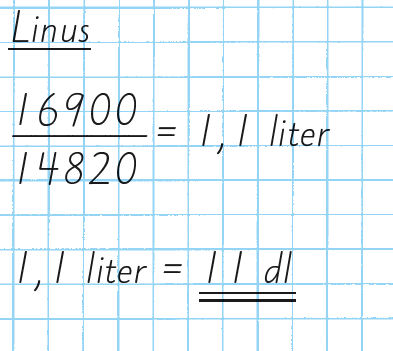 Linus
16900
14820 = 1,1 liter
1,1 liter = 11 dl